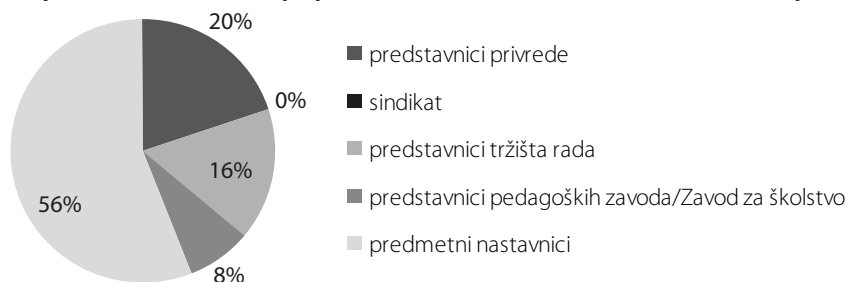 20%
0%
16%
8%
56%
predstavnici privrede
sindikat
predstavnici tržišta rada
predstavnici pedagoških zavoda/Zavod za školstvo
predmetni nastavnici